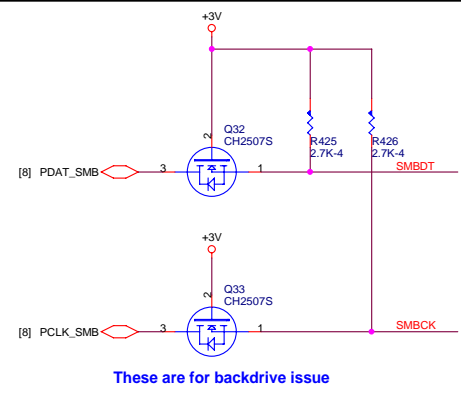 +3V
Q32
CH2507S
2
R425
2.7K-4
R426
2.7K-4
[8] PDAT_SMB
3
1
SMBDT
+3V
Q33
CH2507S
2
[8] PCLK_SMB
3
1
SMBCK
These are for backdrive issue